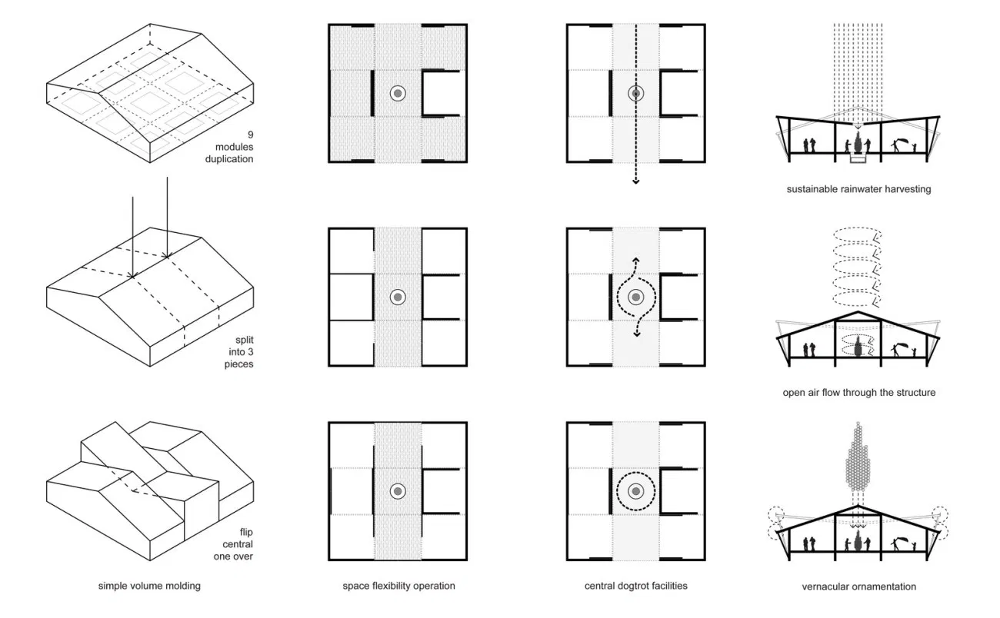 9
modules
duplication
sustainable rainwater harvesting
split
into 3
pieces
open air flow through the structure
flip
central
one over
simple volume molding
space flexibility operation
central dogtrot facilities
vernacular ornamentation